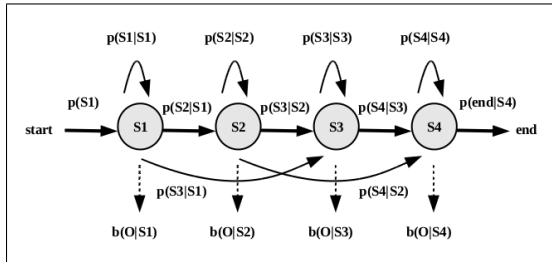 p(S1|S1) p(S2|S2) p(S3|S3) p(S4|S4)
p(S1) p(S2|S1) p(S3|S2) p(S4|S3) p(end|S4)
start S1 S2 S3 S4 end
p(S3|S1) p(S4|S2)
b(O|S1) b(O|S2) b(O|S3) b(O|S4)